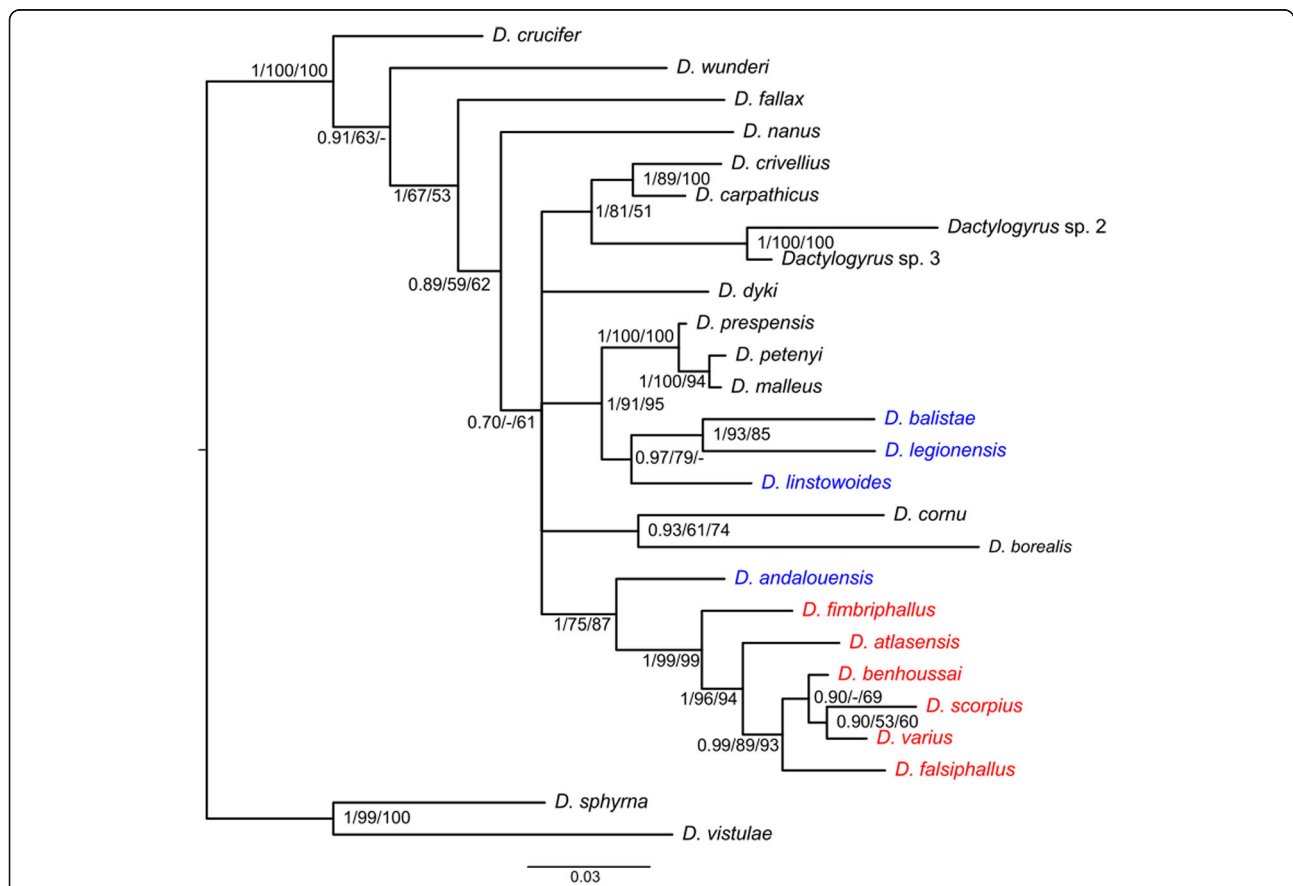 D. crucifer
1/100/100
D. wunderi
D. fallax
D. nanus
0.91/63/-
D. crivellius
1/89/100
D. carpathicus
1/67/53
1/81/51
Dactylogyrus sp. 2
1/100/100
Dactylogyrus sp. 3
0.89/59/62
D. dyki
D. prespensis
1/100/100
D. petenyi
1/100/94
D. malleus
1/91/95
0.70/-/61
D. balistae
1/93/85
D. legionensis
0.97/79/-
D. linstowoides
D. cornu
0.93/61/74
D. borealis
D. andalouensis
D. fimbriphallus
1/75/87
D. atlasensis
1/99/99
D. benhoussai
0.90/-/69
1/96/94
D. scorpius
0.90/53/60
D. varius
0.99/89/93
D. falsiphallus
D. sphyrna
1/99/100
D. vistulae
0.03